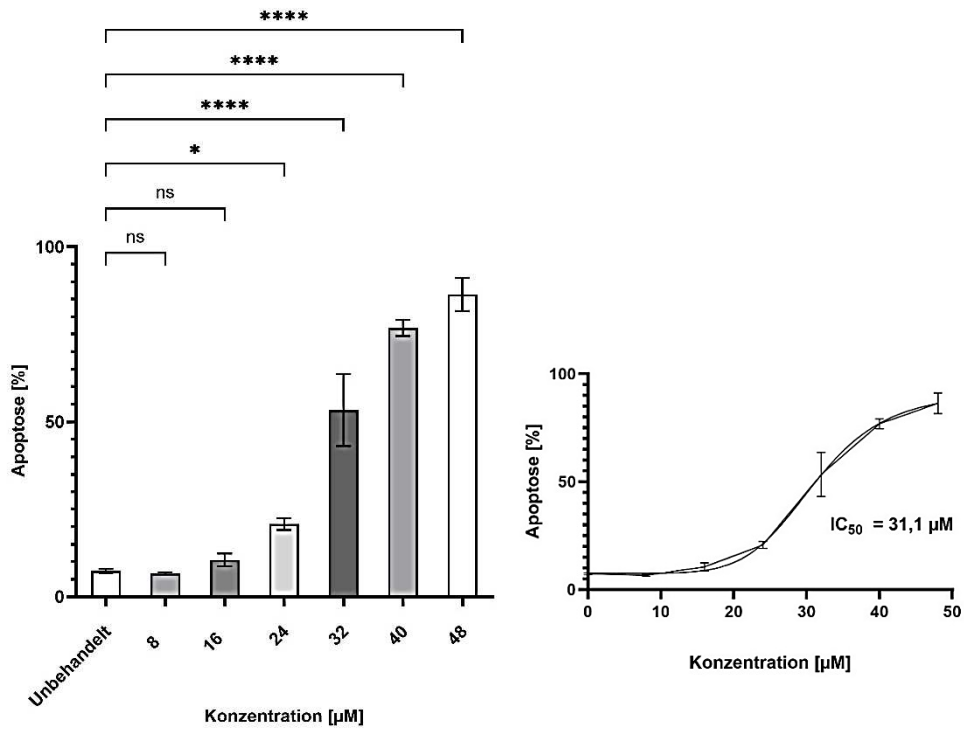 ****
****
****
*
ns
ns
100
50
0
Apoptose [%]
Unbehandelt
8
16
24
32
40
48
Konzentration [µM]
100
50
0
Apoptose [%]
IC50 = 31,1 µM
0
10
20
30
40
50
Konzentration [µM]